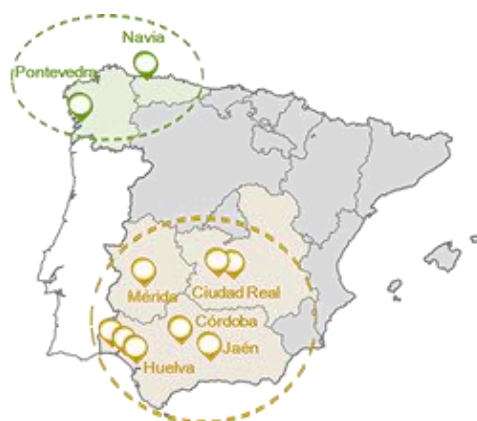 Navia
Pontevedra
Mérida
Ciudad Real
Córdoba
Jaén
Huelva